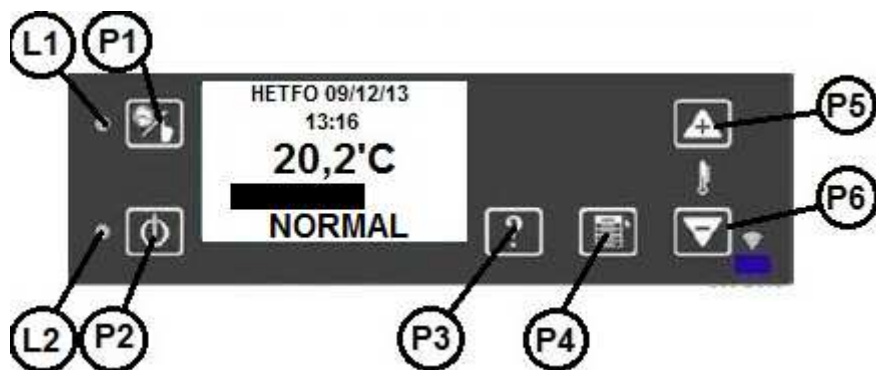 L1
P1
HETFO 09/12/13
13:16
20,2'C
NORMAL
P5
P6
?
L2
P2
P3
P4